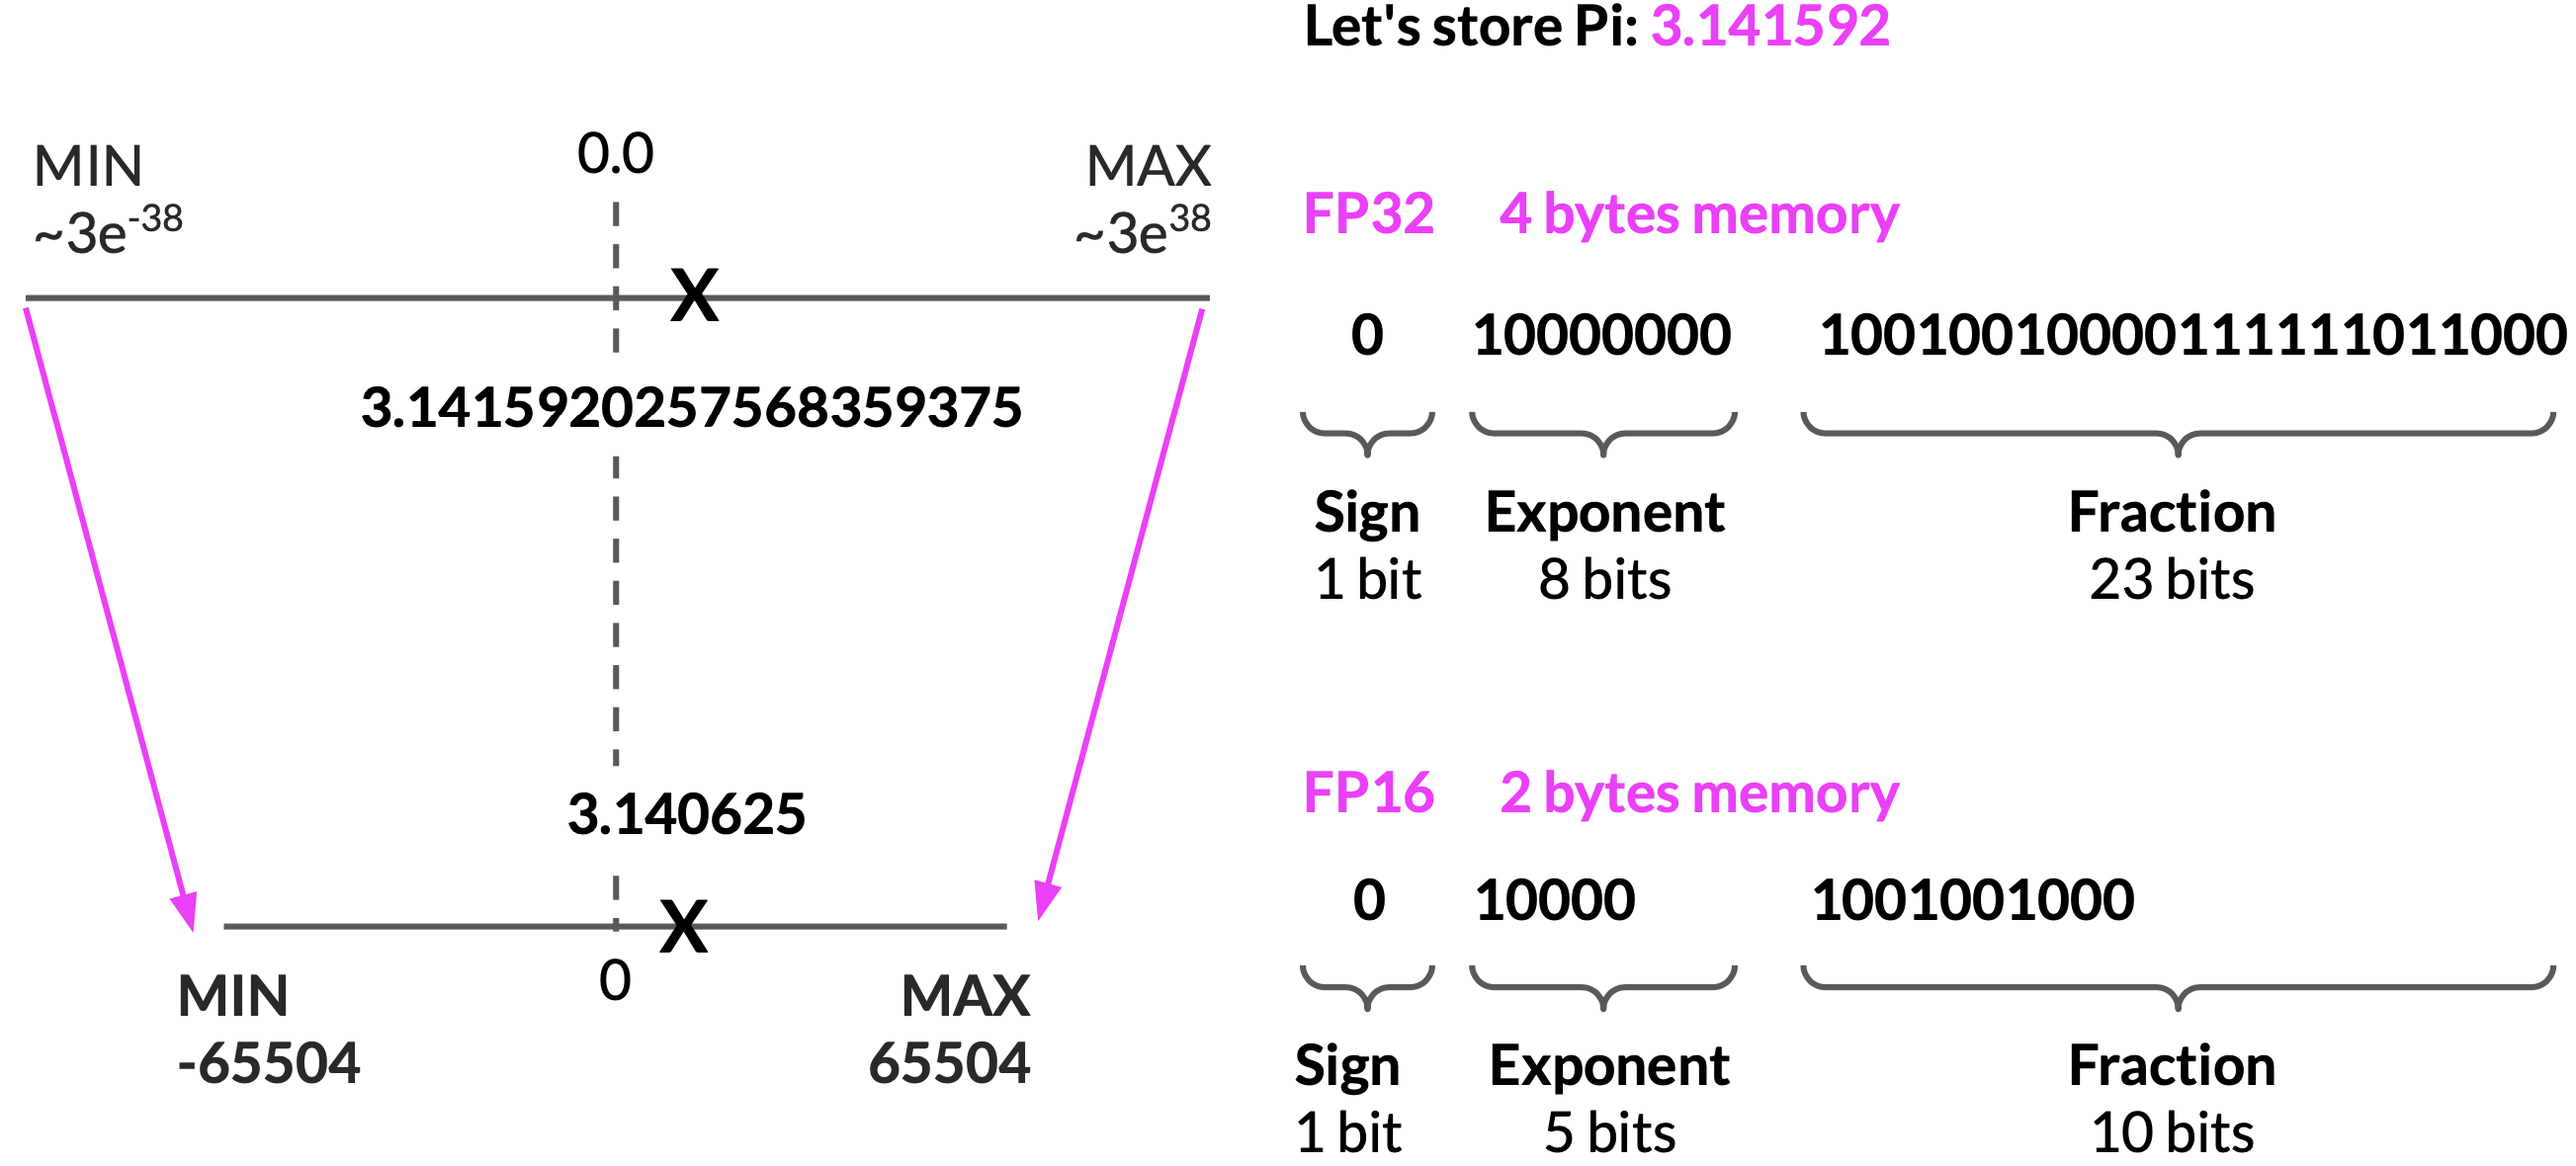 Let's store Pi: 3.141592
MIN
~3e⁻³⁸
0.0
MAX
~3e³⁸
X
3.1415920257568359375
3.140625
X
0
MIN
-65504
MAX
65504
FP32 4 bytes memory
0 10000000 10010010000111111011000
Sign Exponent Fraction
1 bit 8 bits 23 bits
FP16 2 bytes memory
0 10000 1001001000
Sign Exponent Fraction
1 bit 5 bits 10 bits